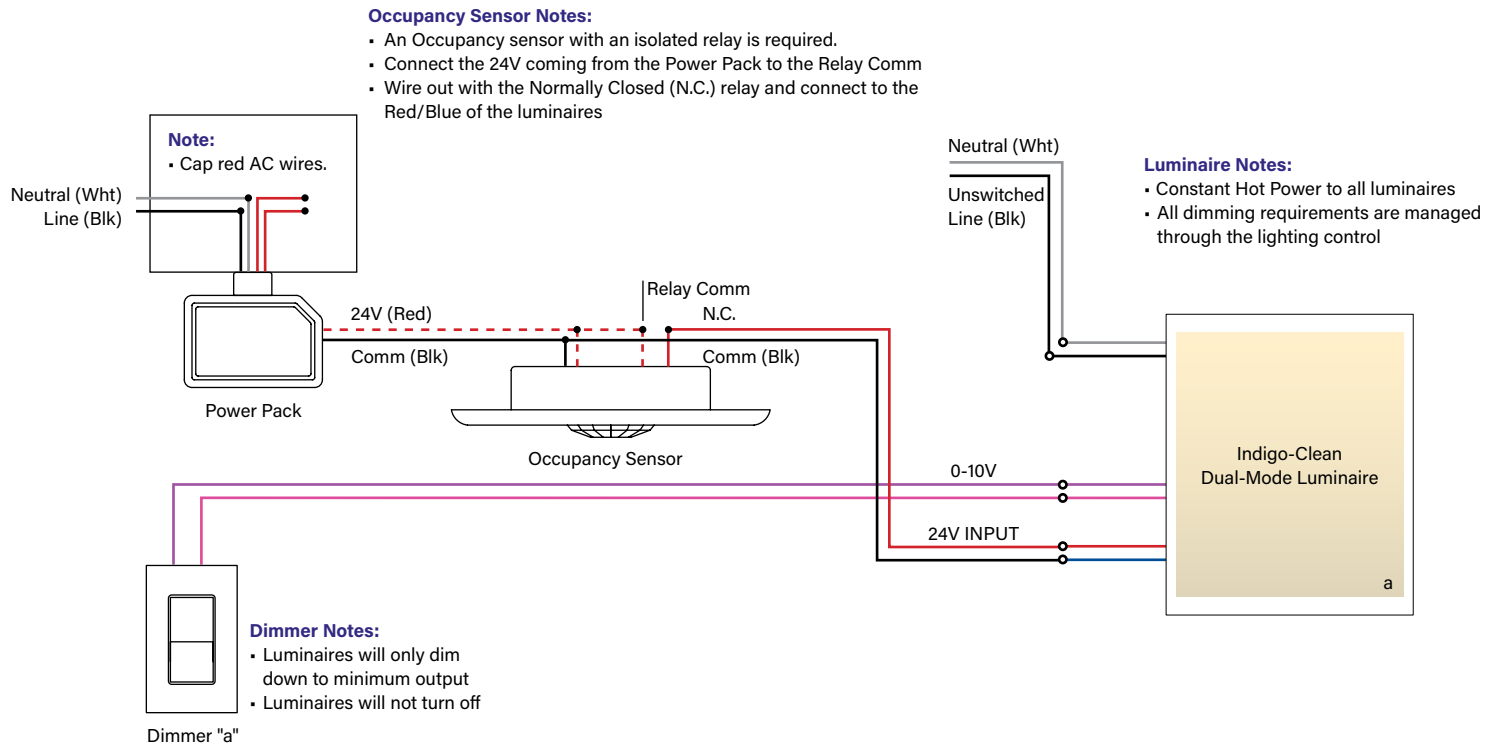 Occupancy Sensor Notes:
▪ An Occupancy sensor with an isolated relay is required.
▪ Connect the 24V coming from the Power Pack to the Relay Comm
▪ Wire out with the Normally Closed (N.C.) relay and connect to the
Red/Blue of the luminaires
Note:
▪ Cap red AC wires.
Neutral (Wht)
Line (Blk)
Neutral (Wht)
Unswitched
Line (Blk)
Luminaire Notes:
▪ Constant Hot Power to all luminaires
▪ All dimming requirements are managed
through the lighting control
Relay Comm
24V (Red)
N.C.
Comm (Blk)
Comm (Blk)
Power Pack
Occupancy Sensor
0-10V
24V INPUT
Indigo-Clean
Dual-Mode Luminaire
a
Dimmer Notes:
▪ Luminaires will only dim
down to minimum output
▪ Luminaires will not turn off
Dimmer "a"